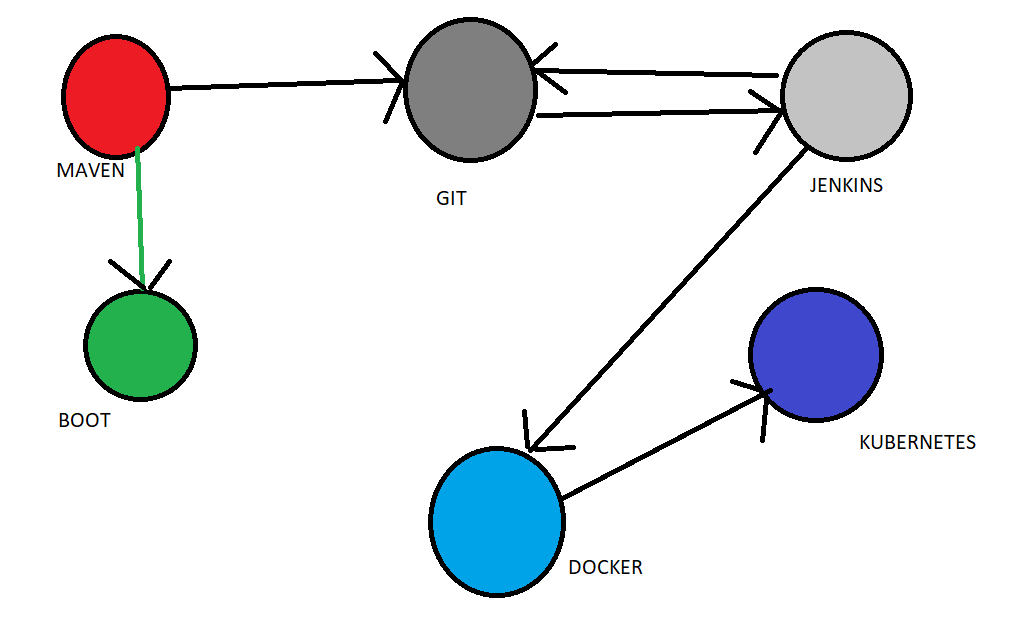 MAVEN
GIT
JENKINS
BOOT
KUBERNETES
DOCKER